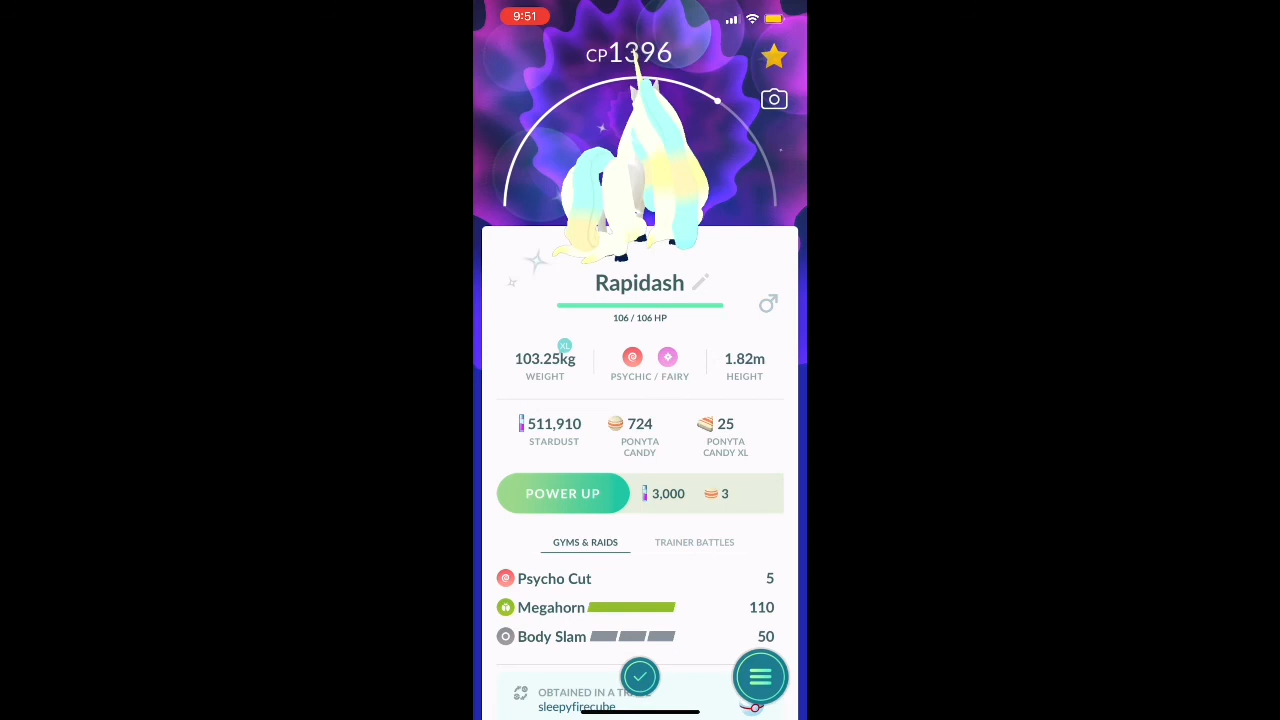 9:51
CP1396
Rapidash
106 / 106 HP
XL
103.25kg
WEIGHT
PSYCHIC / FAIRY
1.82m
HEIGHT
511,910
STARDUST
724
PONYTA
CANDY
25
PONYTA
CANDY XL
POWER UP
3,000
3
GYMS & RAIDS
TRAINER BATTLES
Psycho Cut 5
Megahorn 110
Body Slam 50
OBTAINED IN A
sleepyfirecube